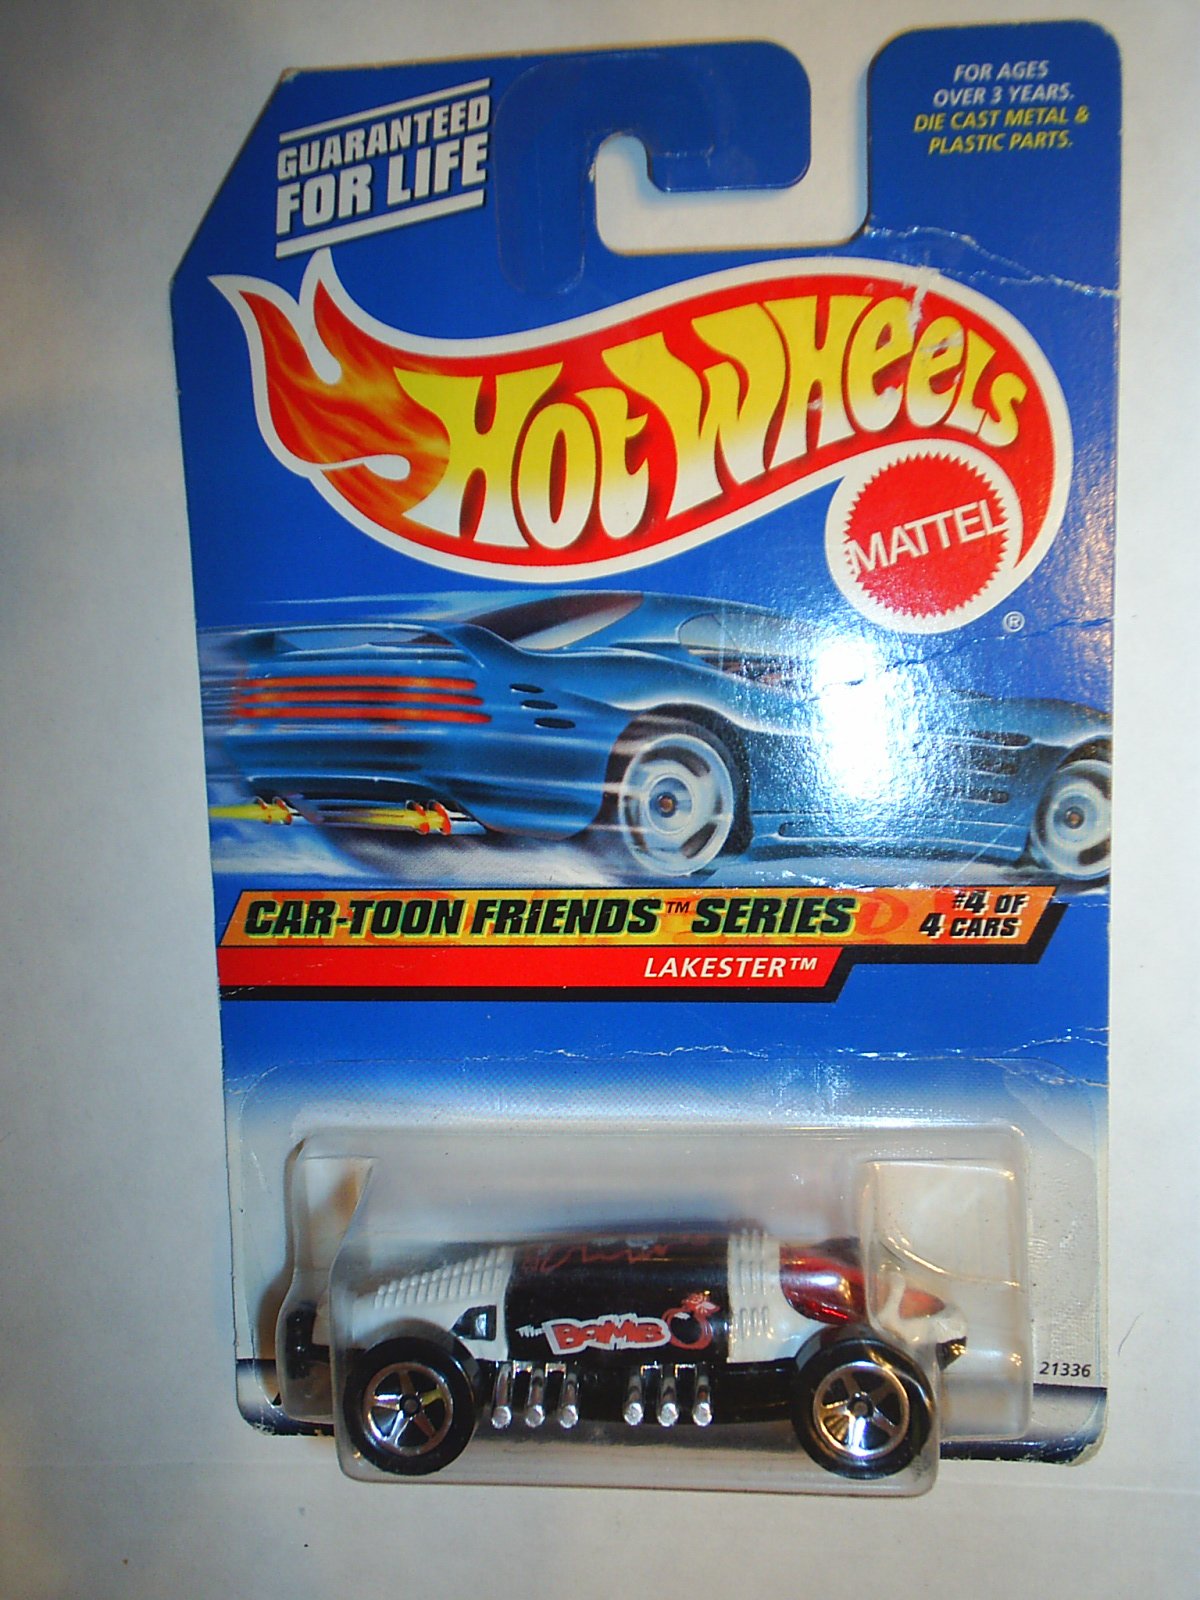 GUARANTEED
FOR LIFE
FOR AGES
OVER 3 YEARS.
DIE CAST METAL &
PLASTIC PARTS.
HOT WHEELS
MATTEL
®
CAR-TOON FRIENDS™ SERIES
#4 OF
4 CARS
LAKESTER™
The BOMB
21336